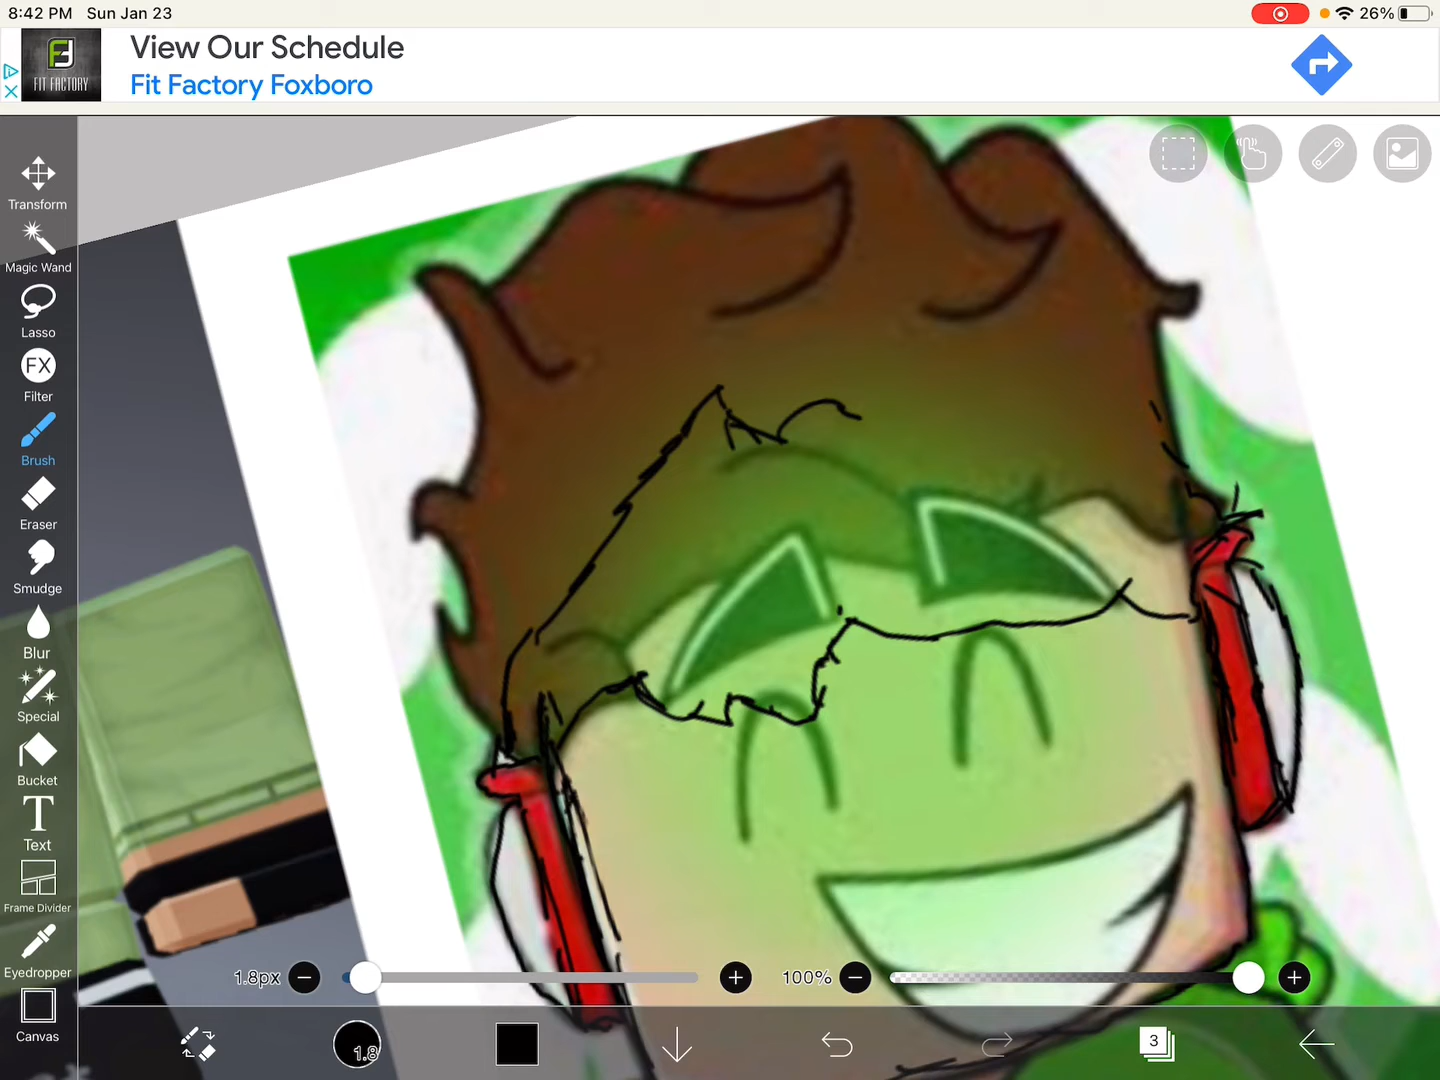 8:42 PM Sun Jan 23
26%
View Our Schedule
Fit Factory Foxboro
FIT FACTORY
Transform
Magic Wand
Lasso
FX
Filter
Brush
Eraser
Smudge
Blur
Special
Bucket
T
Text
Frame Divider
Eyedropper
Canvas
1.8px
100%
1.8
3